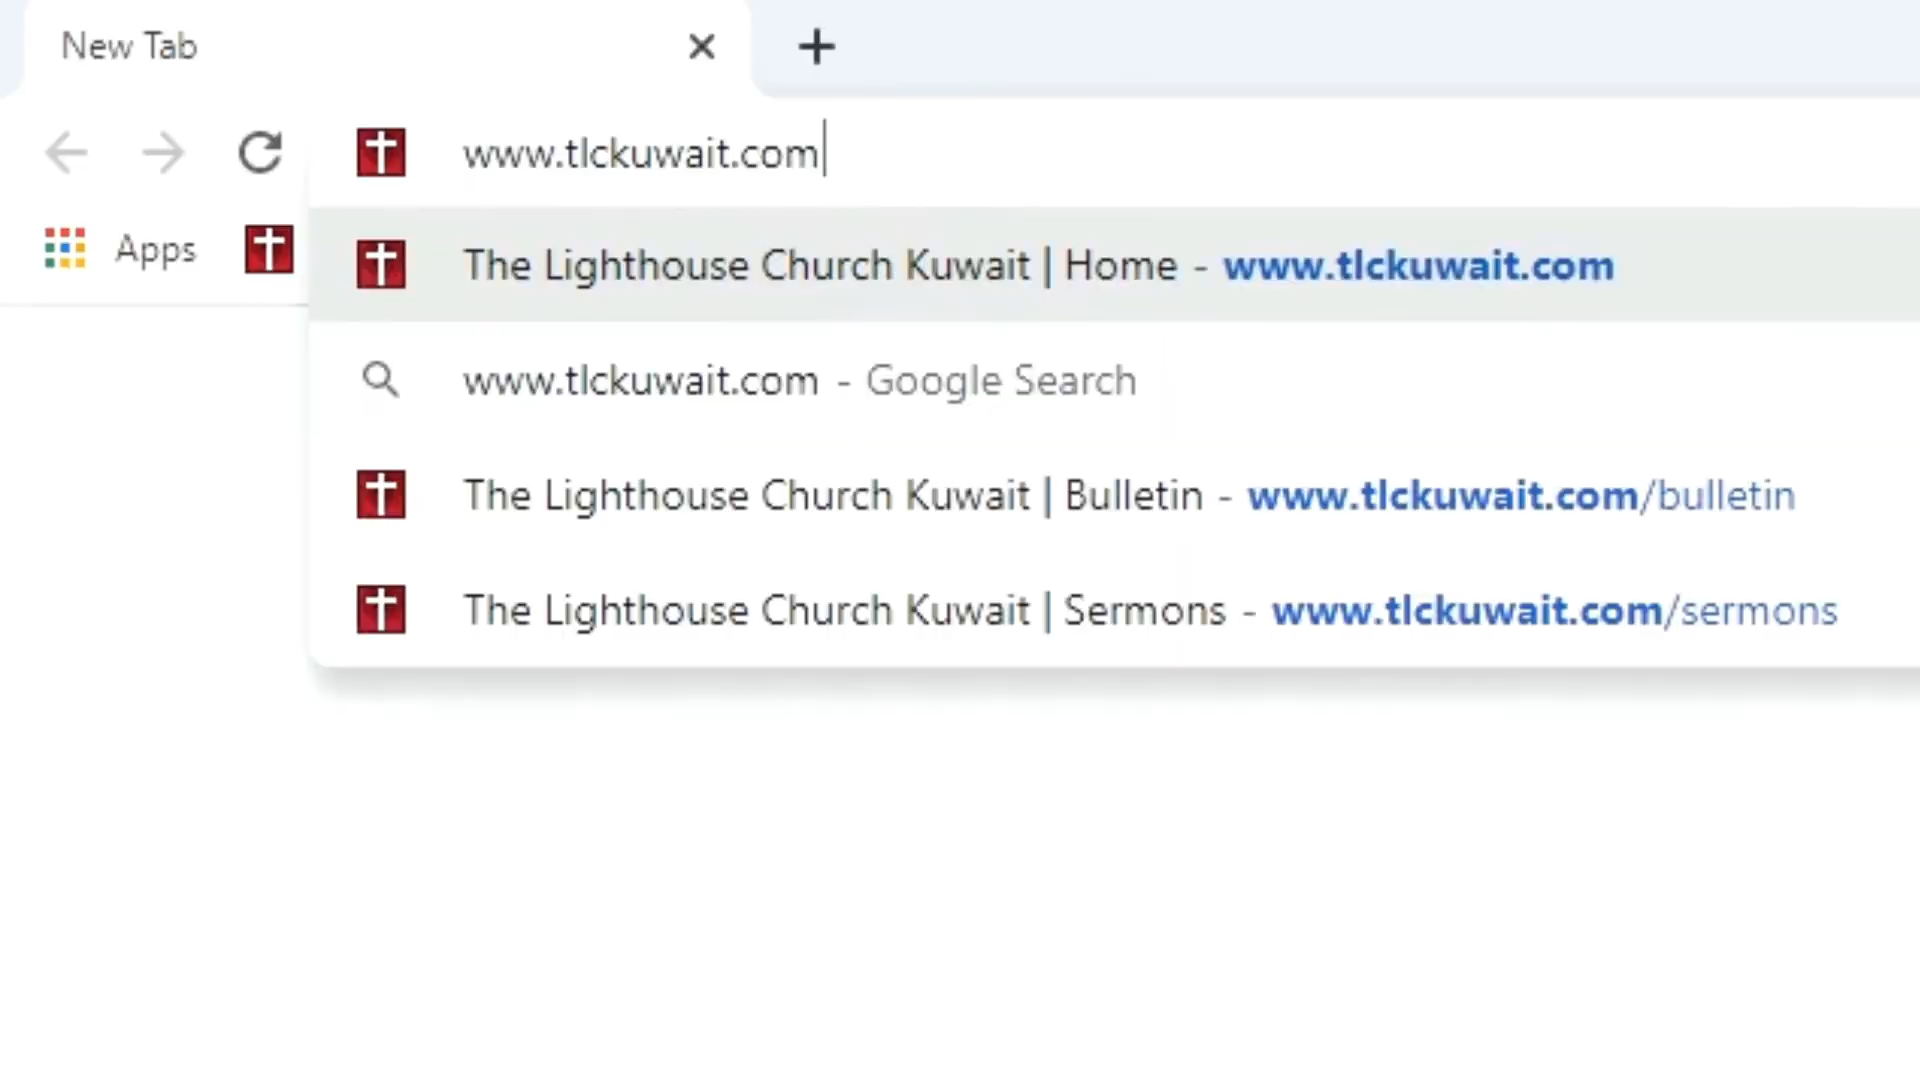 New Tab
www.tlckuwait.com
Apps
The Lighthouse Church Kuwait | Home - www.tlckuwait.com
www.tlckuwait.com - Google Search
The Lighthouse Church Kuwait | Bulletin - www.tlckuwait.com/bulletin
The Lighthouse Church Kuwait | Sermons - www.tlckuwait.com/sermons